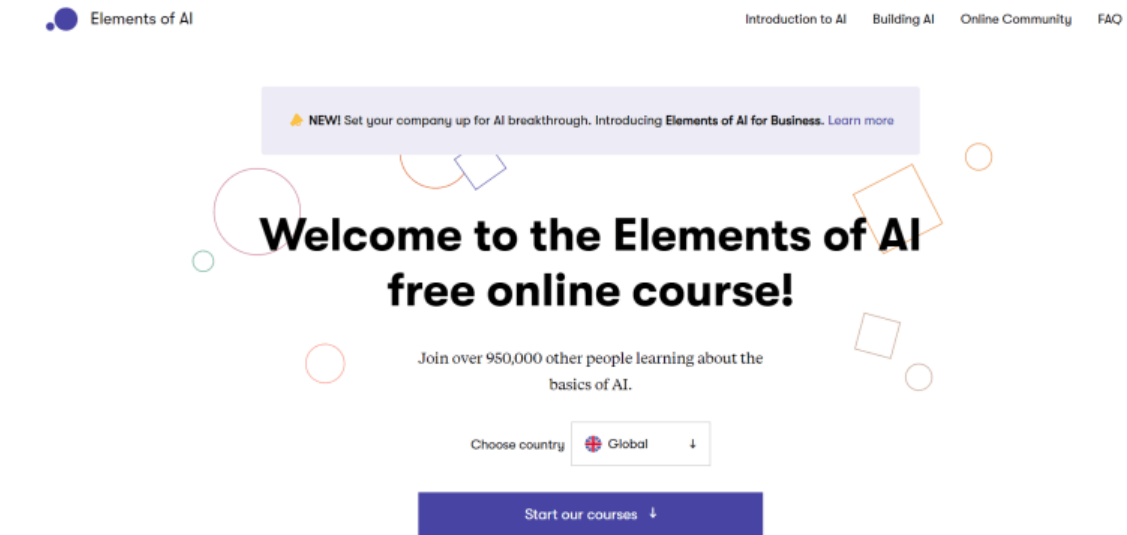 Elements of AI
Introduction to AI
Building AI
Online Community
FAQ
NEW! Set your company up for AI breakthrough. Introducing Elements of AI for Business. Learn more
Welcome to the Elements of AI
free online course!
Join over 950,000 other people learning about the
basics of AI.
Choose country
Global ↓
Start our courses ↓